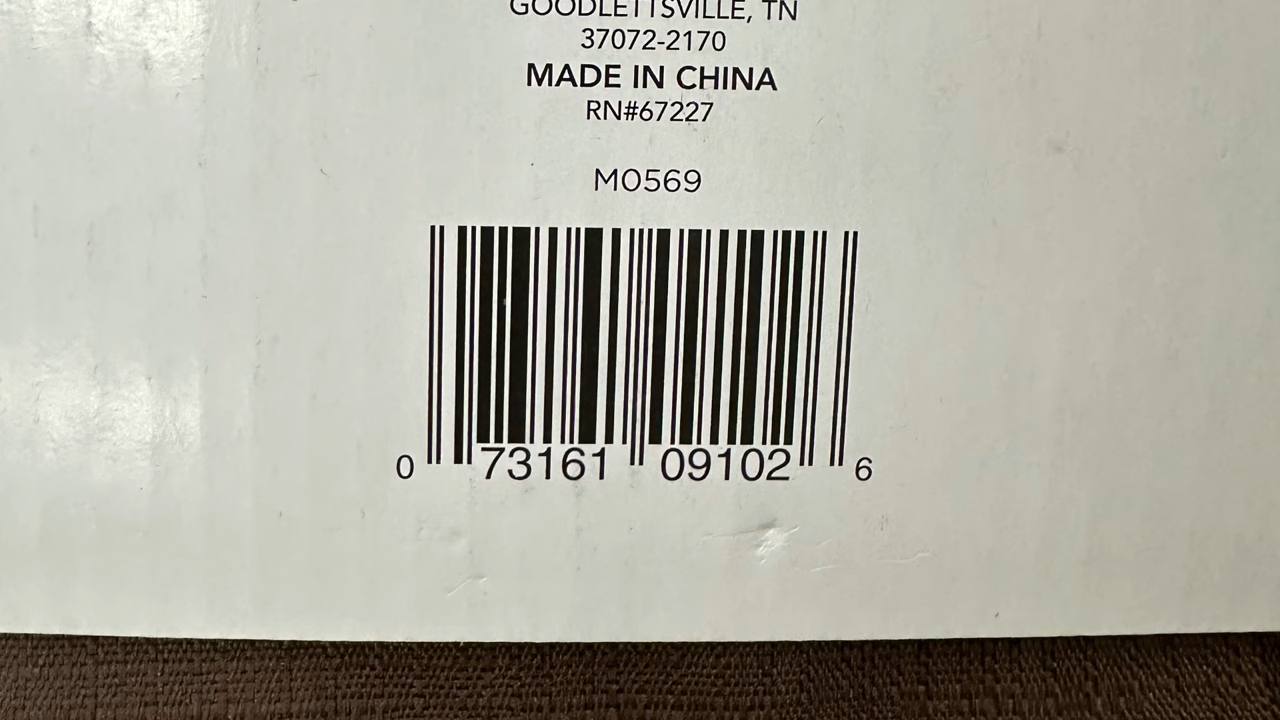 GOODLETTSVILLE, TN
37072-2170
MADE IN CHINA
RN#67227
M0569
0 73161 09102 6